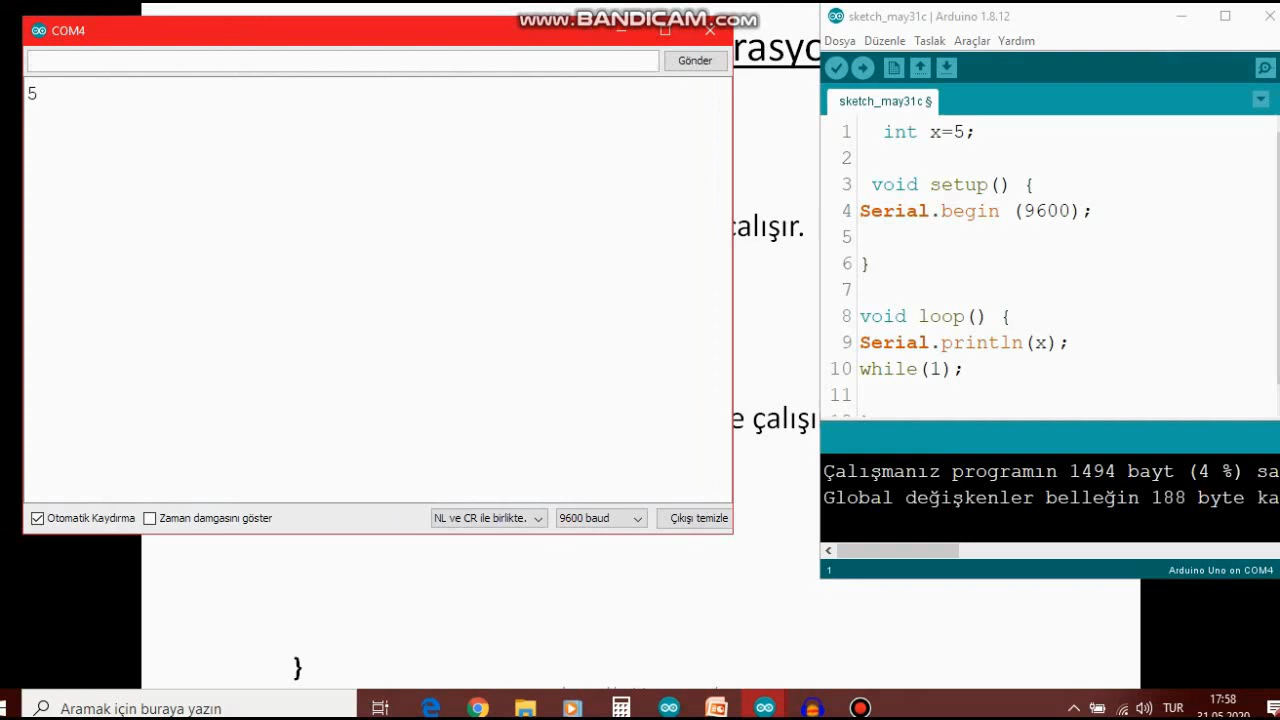 www.BANDICAM.com
COM4
Gönder
5
Otomatik Kaydırma
Zaman damgasını göster
NL ve CR ile birlikte.
9600 baud
Çıkışı temizle
rasyo
çalışır.
e çalışı
}
sketch_may31c | Arduino 1.8.12
Dosya Düzenle Taslak Araçlar Yardım
sketch_may31c §
1 int x=5;
2
3 void setup() {
4 Serial.begin (9600);
5
6 }
7
8 void loop() {
9 Serial.println(x);
10 while(1);
11
Çalışmanız programın 1494 bayt (4 %) sa
Global değişkenler belleğin 188 byte ka
1
Arduino Uno on COM4
Aramak için buraya yazın
TUR
17:58
31.05.2020